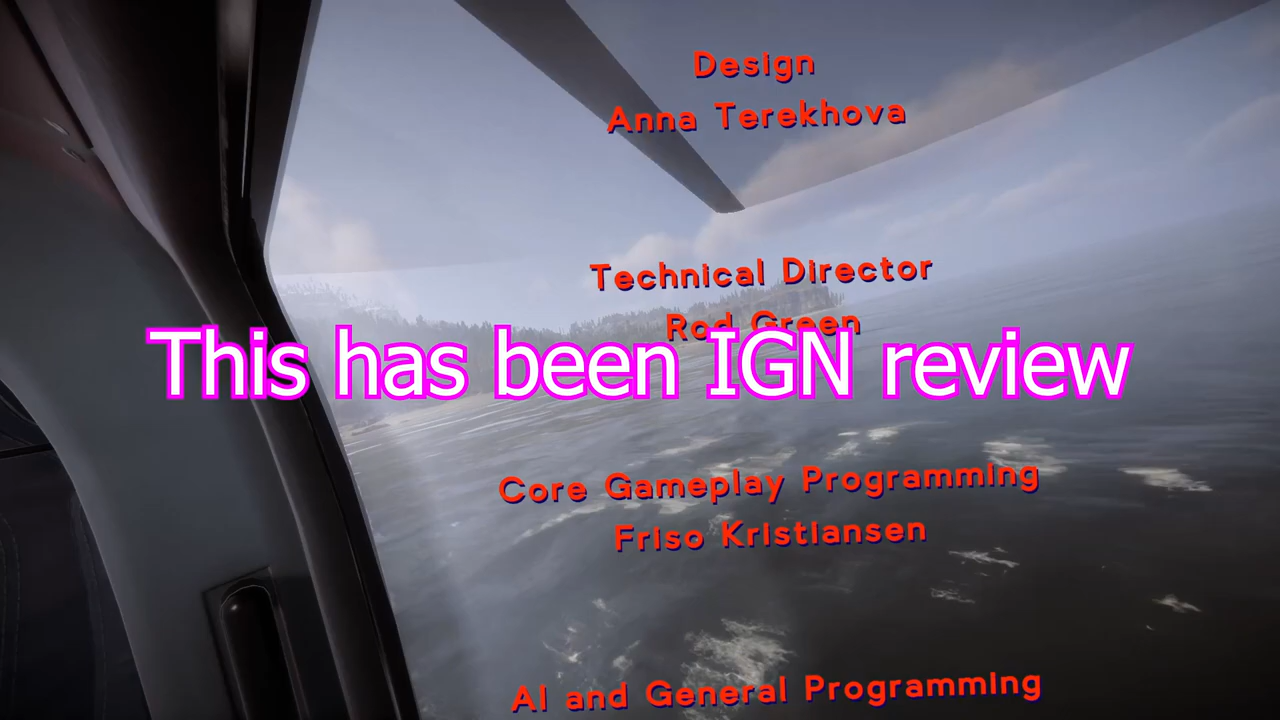 Design
Anna Terekhova
Technical Director
Rod Green
This has been IGN review
Core Gameplay Programming
Friso Kristiansen
AI and General Programming